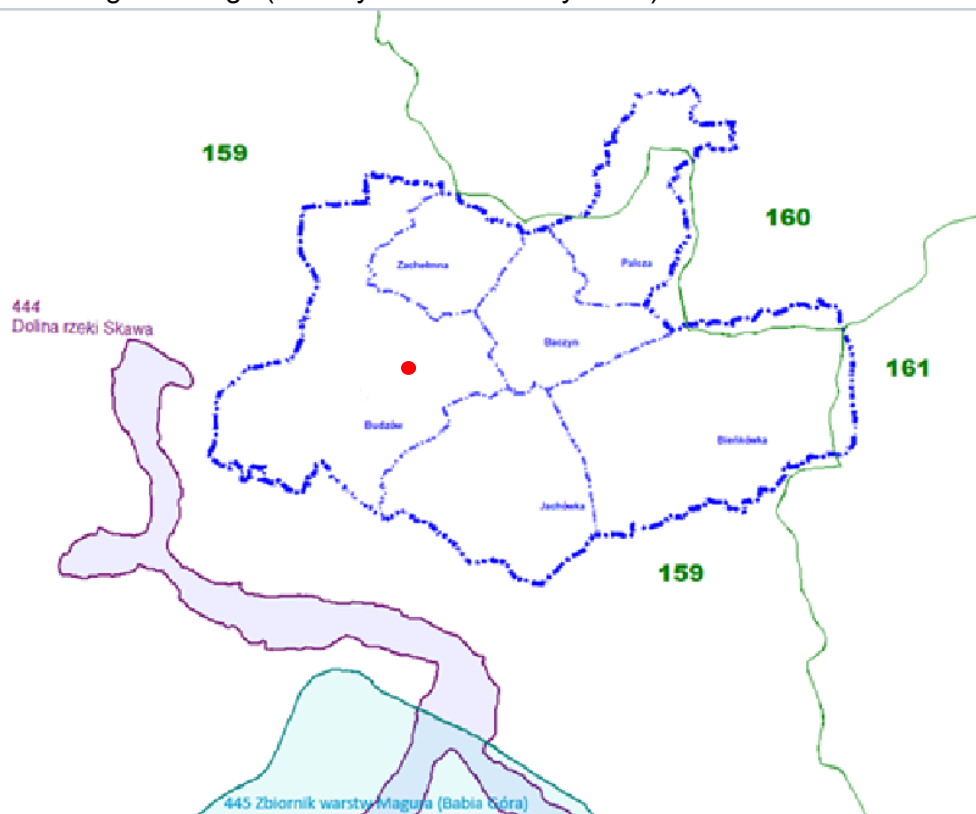 159
160
Zachełmna
Palcza
444
Dolina rzeki Skawa
Baczyn
161
Budzów
Bieńkówka
Jachówka
159
445 Zbiornik warstw Magura (Babia Góra)